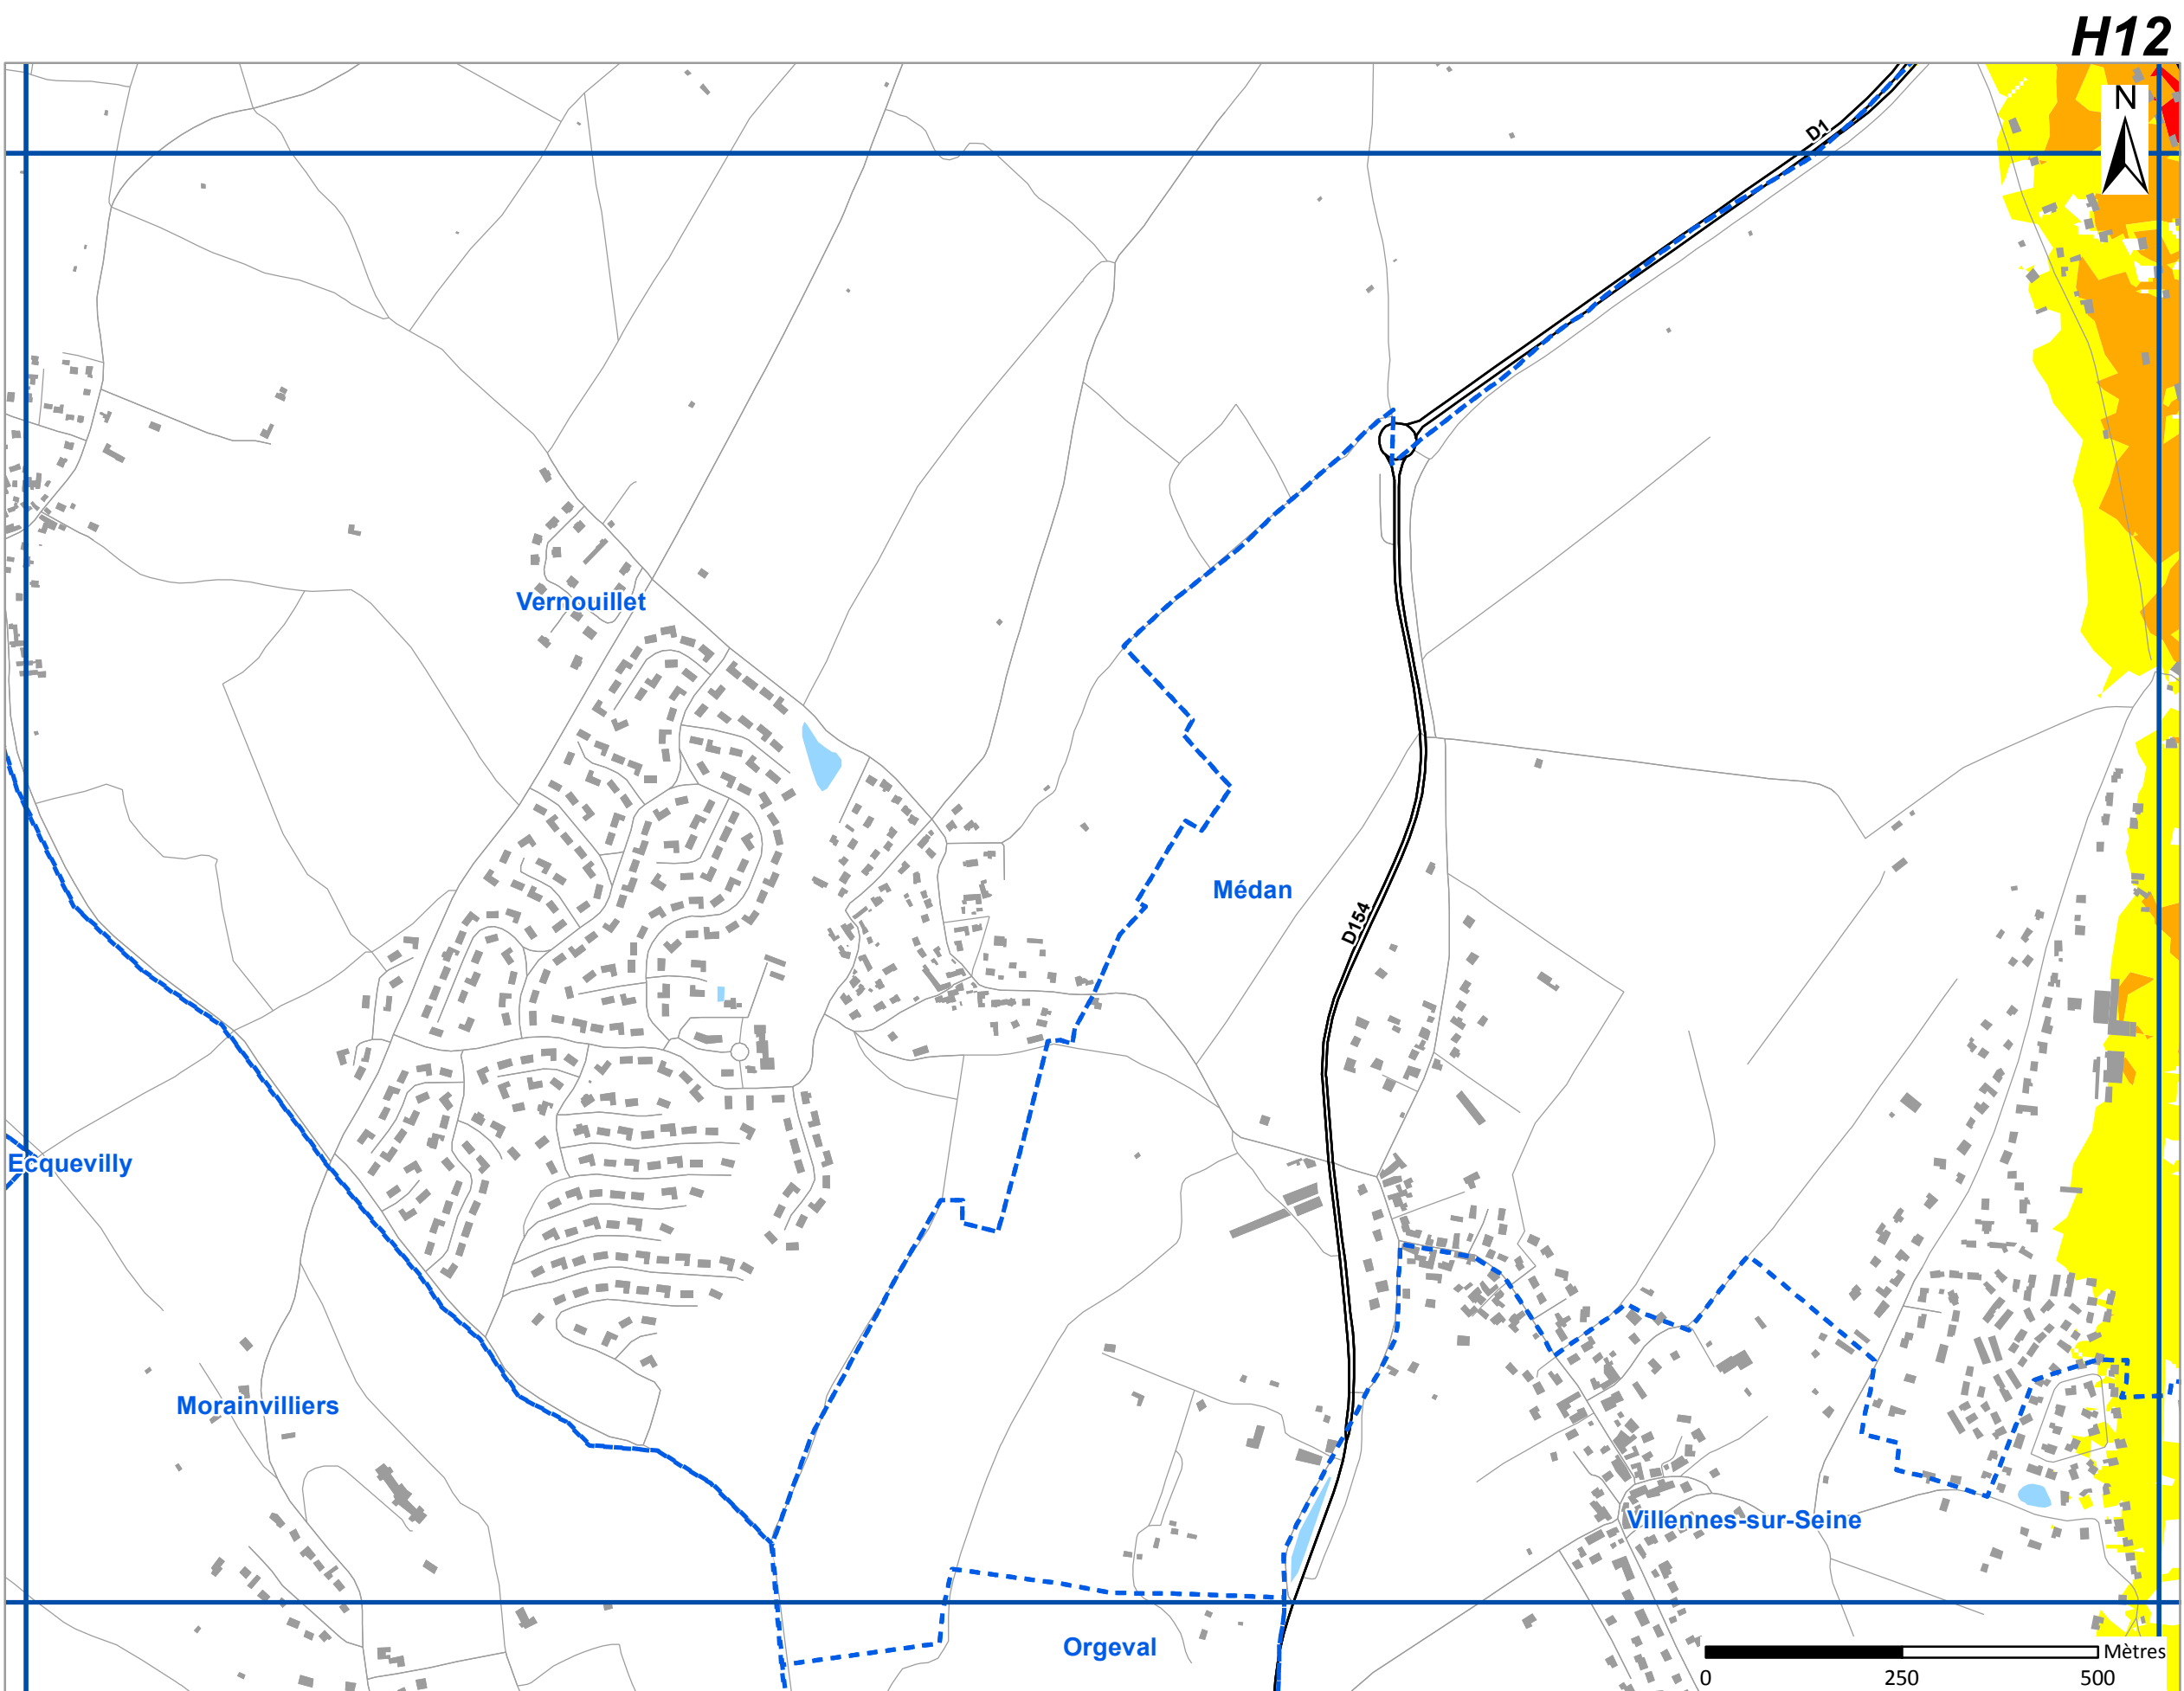 H12
N
D1
Vernouillet
Médan
D154
Ecquevilly
Morainvilliers
Villennes-sur-Seine
Orgeval
Mètres
0 250 500